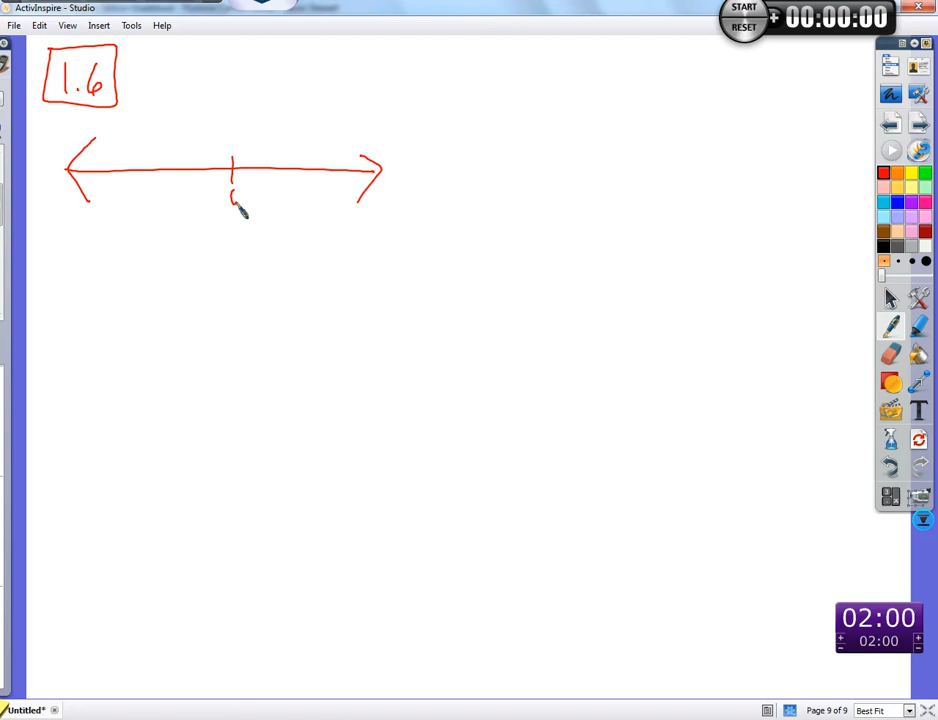 ActivInspire - Studio
START
RESET
00:00:00
File Edit View Insert Tools Help
1.6
02:00
02:00
Untitled*
Page 9 of 9
Best Fit